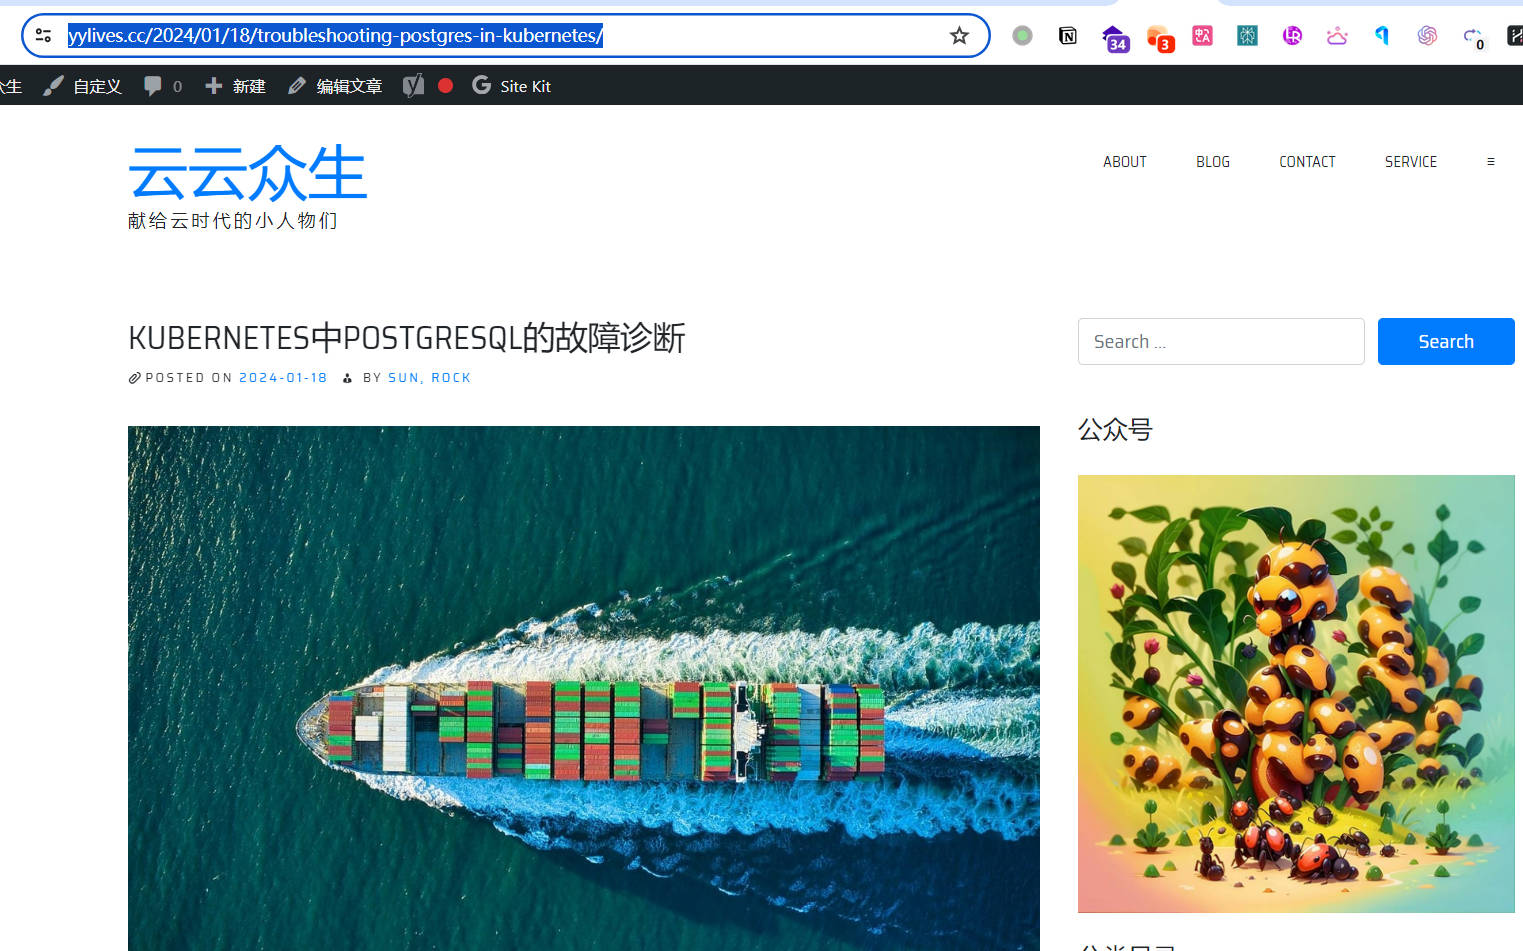 yylives.cc/2024/01/18/troubleshooting-postgres-in-kubernetes/
34
3
0
众生 自定义 0 新建 编辑文章 Site Kit
云云众生
献给云时代的小人物们
ABOUT BLOG CONTACT SERVICE
KUBERNETES中POSTGRESQL的故障诊断
POSTED ON 2024-01-18 BY SUN, ROCK
Search ...
Search
公众号